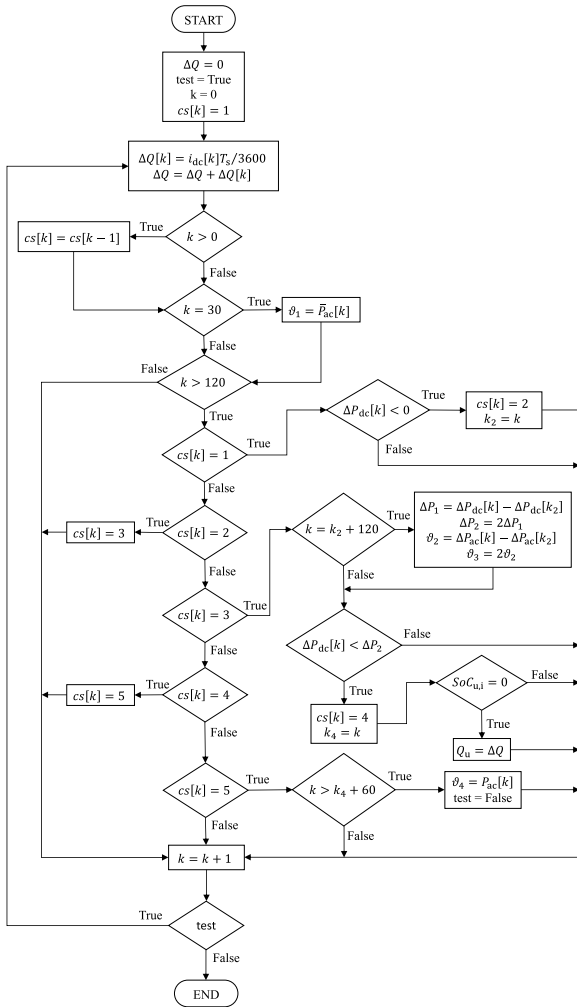 START
ΔQ = 0
test = True
k = 0
cs[k] = 1
ΔQ[k] = i_dc[k]T_s/3600
ΔQ = ΔQ + ΔQ[k]
k > 0
True
cs[k] = cs[k − 1]
False
k = 30
True
ϑ_1 = P̅_ac[k]
False
k > 120
False
True
cs[k] = 1
True
ΔP_dc[k] < 0
True
cs[k] = 2
k_2 = k
False
False
cs[k] = 2
True
cs[k] = 3
False
cs[k] = 3
True
k = k_2 + 120
True
ΔP_1 = ΔP_dc[k] − ΔP_dc[k_2]
ΔP_2 = 2ΔP_1
ϑ_2 = ΔP_ac[k] − ΔP_ac[k_2]
ϑ_3 = 2ϑ_2
False
ΔP_dc[k] < ΔP_2
False
True
cs[k] = 4
k_4 = k
SoC_u,i = 0
False
True
Q_u = ΔQ
False
cs[k] = 4
True
cs[k] = 5
False
cs[k] = 5
True
k > k_4 + 60
True
ϑ_4 = P_ac[k]
test = False
False
False
k = k + 1
test
True
False
END